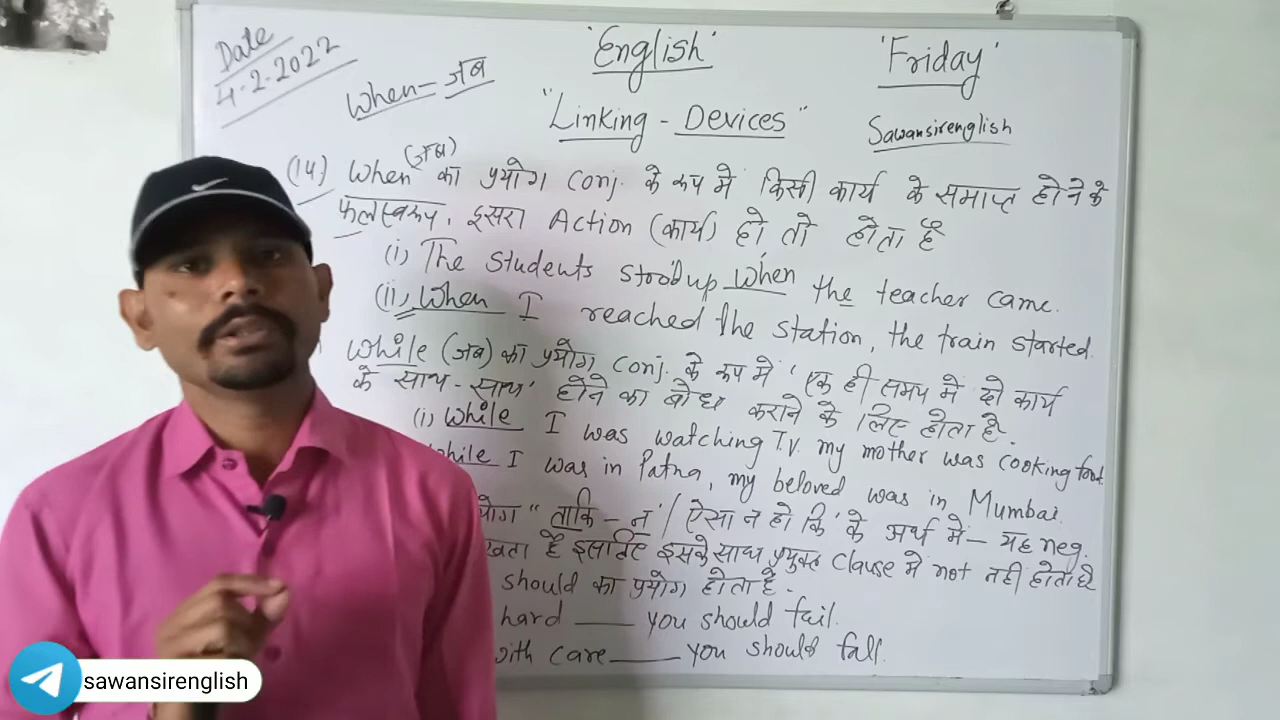 Date
4-2-2022
When = जब
'English'
'Friday'
"Linking - Devices"
Sawansirenglish
(14) When (जब) का प्रयोग Conj. के रूप में किसी कार्य के समाप्त होने के
फलस्वरूप, दूसरा Action (कार्य) हो तो होता है
(i) The students stood up when the teacher came.
(ii) When I reached the station, the train started.
While (जब) का प्रयोग Conj. के रूप में 'एक ही समय में दो कार्य
के साथ-साथ' होने का बोध कराने के लिए होता है.
(i) While I was watching T.V. my mother was cooking food.
while I was in Patna, my beloved was in Mumbai.
योग "ताकि - न / ऐसा न हो कि' के अर्थ में - यह neg.
खता है इसलिए इसके साथ प्रयुक्त Clause में not नहीं होता है
should का प्रयोग होता है.
hard ____ you should fail.
with care ____ you should fall.
sawansirenglish